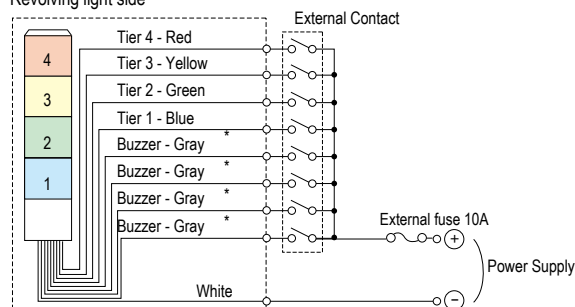 Revolving light side
External Contact
Tier 4 - Red
Tier 3 - Yellow
Tier 2 - Green
Tier 1 - Blue
Buzzer - Gray *
Buzzer - Gray *
Buzzer - Gray *
Buzzer - Gray *
White
4
3
2
1
External fuse 10A
+
Power Supply
−